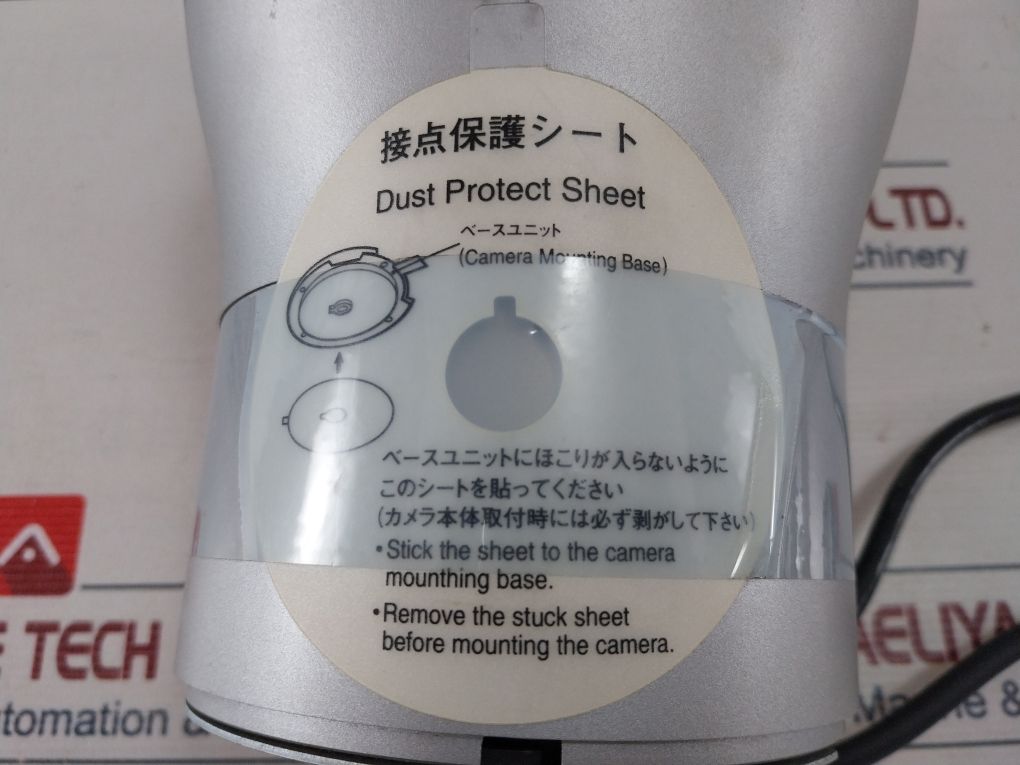 接点保護シート
Dust Protect Sheet
ベースユニット
(Camera Mounting Base)
ベースユニットにほこりが入らないように
このシートを貼ってください
(カメラ本体取付時には必ず剥がして下さい)
•Stick the sheet to the camera
mounthing base.
•Remove the stuck sheet
before mounting the camera.
LTD.
chinery
E TECH
utomation &
AELIYA
Machine &